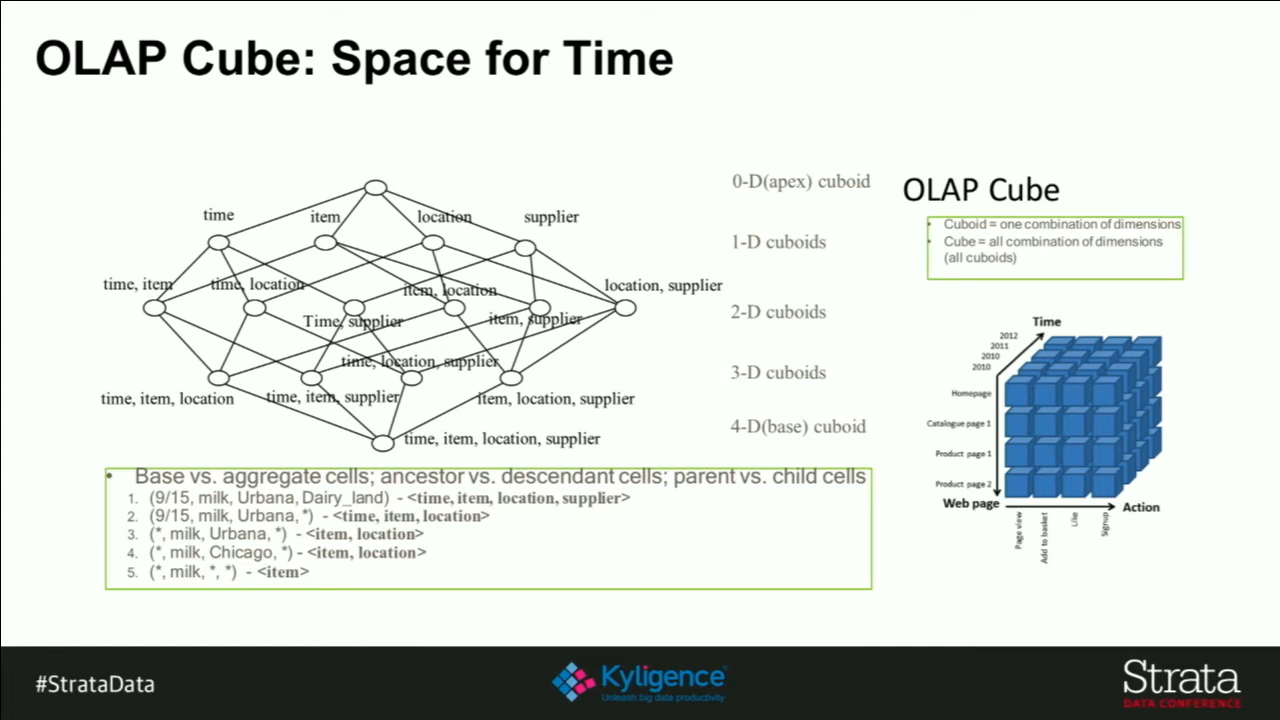 OLAP Cube: Space for Time
0-D(apex) cuboid
OLAP Cube
time
item
location
supplier
• Cuboid = one combination of dimensions
1-D cuboids
• Cube = all combination of dimensions
(all cuboids)
time, item
time, location
item, location
location, supplier
2-D cuboids
Time, supplier
item, supplier
time, location, supplier
3-D cuboids
time, item, location
time, item, supplier
item, location, supplier
4-D(base) cuboid
time, item, location, supplier
Time
2012
2011
2010
2010
Homepage
Catalogue page 1
Product page 1
Product page 2
Web page
Action
Page view
Add to basket
Like
Signup
• Base vs. aggregate cells; ancestor vs. descendant cells; parent vs. child cells
1. (9/15, milk, Urbana, Dairy_land) - <time, item, location, supplier>
2. (9/15, milk, Urbana, *) - <time, item, location>
3. (*, milk, Urbana, *) - <item, location>
4. (*, milk, Chicago, *) - <item, location>
5. (*, milk, *, *) - <item>
#StrataData
Kyligence
Unleash big data productivity
Strata
DATA CONFERENCE